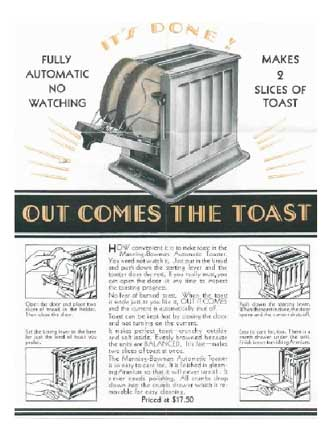 IT'S DONE!
FULLY
AUTOMATIC
NO
WATCHING
MAKES
2
SLICES OF
TOAST
OUT COMES THE TOAST
HOW convenient it is to make toast in the
Manning-Bowman Automatic Toaster.
You need not watch it. Just put in the bread
and push down the starting lever and the
toaster does the rest. If you really must, you
can open the door at any time to inspect
the toasting progress.
No fear of burned toast. When the toast
is made just as you like it, OUT IT COMES
and the current is automatically shut off.
Toast can be kept hot by closing the door
and not turning on the current.
It makes perfect toast—crunchy outside
and soft inside. Evenly browned because
the units are BALANCED. It's fast—makes
two slices of toast at once.
The Manning-Bowman Automatic Toaster
is so easy to care for. It is finished in gleam-
ing Aranium so that it will never tarnish. It
never needs polishing. All crumbs drop
down into the crumb drawer which is re-
movable for easy cleaning.
Priced at $17.50
Open the door and place two
slices of bread in the holder.
Then close the door.
Set the timing lever at the base
for just the kind of toast you
prefer.
Push down the starting lever.
When the toast is done, the door
opens and the current shuts off.
Easy to care for, too. There is a
crumb drawer under the unit.